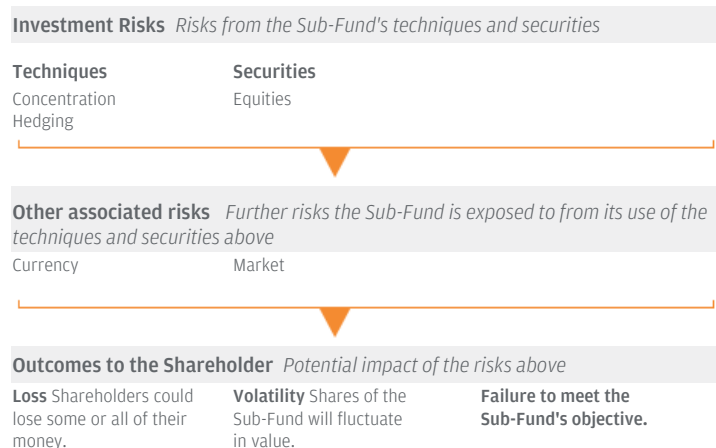 Investment Risks Risks from the Sub-Fund's techniques and securities
Techniques Securities
Concentration Equities
Hedging
Other associated risks Further risks the Sub-Fund is exposed to from its use of the
techniques and securities above
Currency Market
Outcomes to the Shareholder Potential impact of the risks above
Loss Shareholders could
lose some or all of their
money.
Volatility Shares of the
Sub-Fund will fluctuate
in value.
Failure to meet the
Sub-Fund's objective.